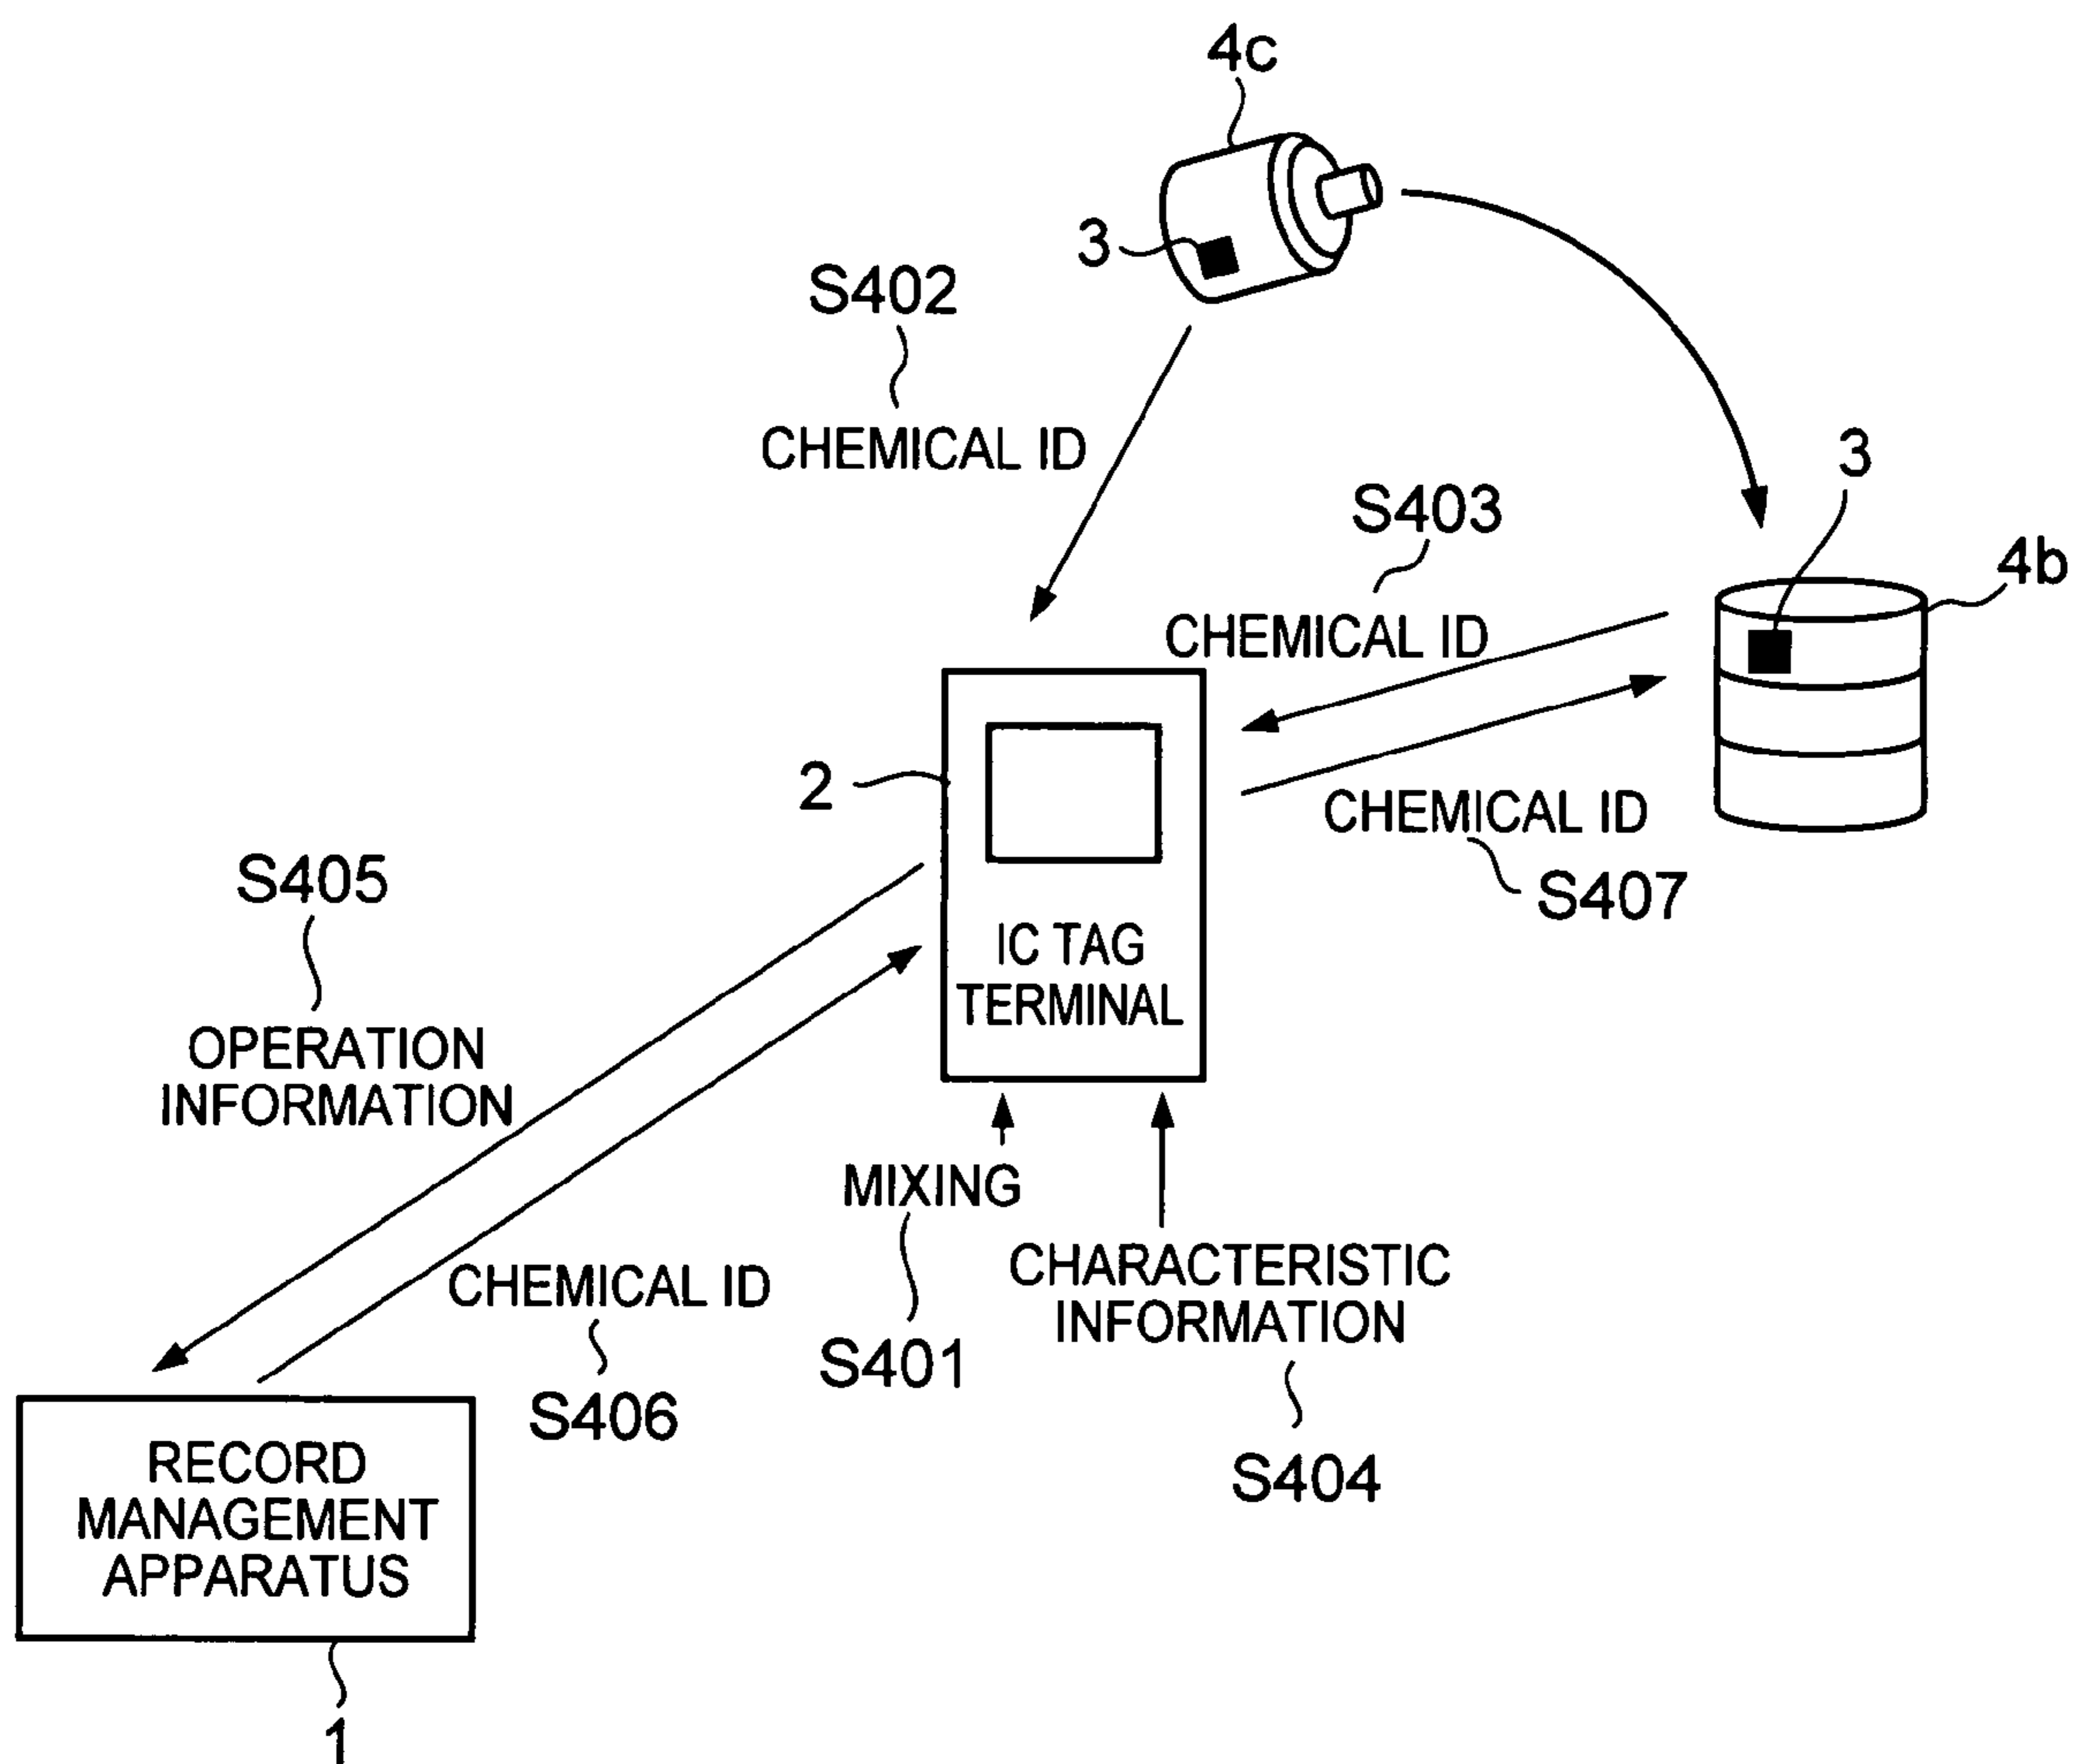 4c
3
S402
CHEMICAL ID
S403
3
4b
CHEMICAL ID
2
CHEMICAL ID
S407
S405
OPERATION
INFORMATION
IC TAG
TERMINAL
MIXING
S401
CHARACTERISTIC
INFORMATION
S404
CHEMICAL ID
S406
RECORD
MANAGEMENT
APPARATUS
1